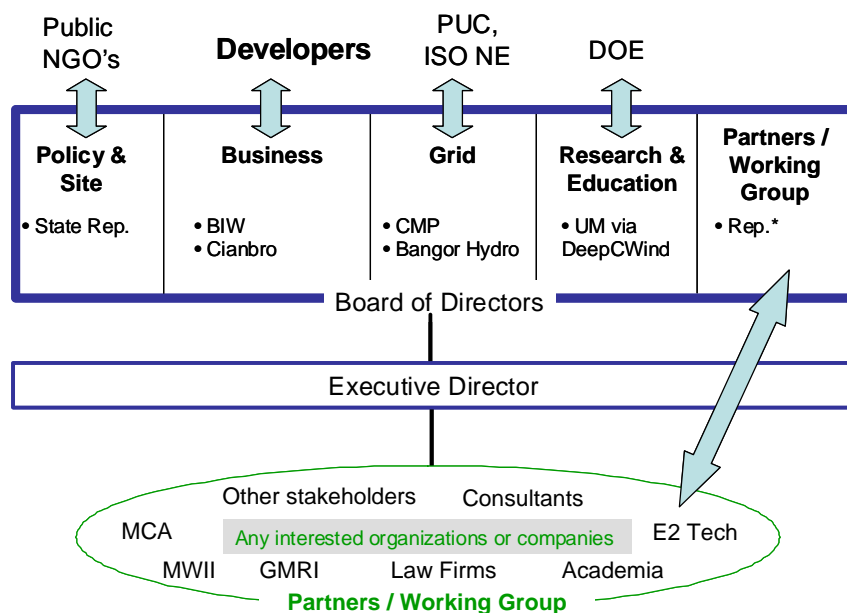 Public
NGO's
Developers
PUC,
ISO NE
DOE
Policy &
Site
• State Rep.
Business
• BIW
• Cianbro
Grid
• CMP
• Bangor Hydro
Research &
Education
• UM via
DeepCWind
Partners /
Working
Group
• Rep.*
Board of Directors
Executive Director
Other stakeholders
Consultants
MCA
Any interested organizations or companies
E2 Tech
MWII
GMRI
Law Firms
Academia
Partners / Working Group